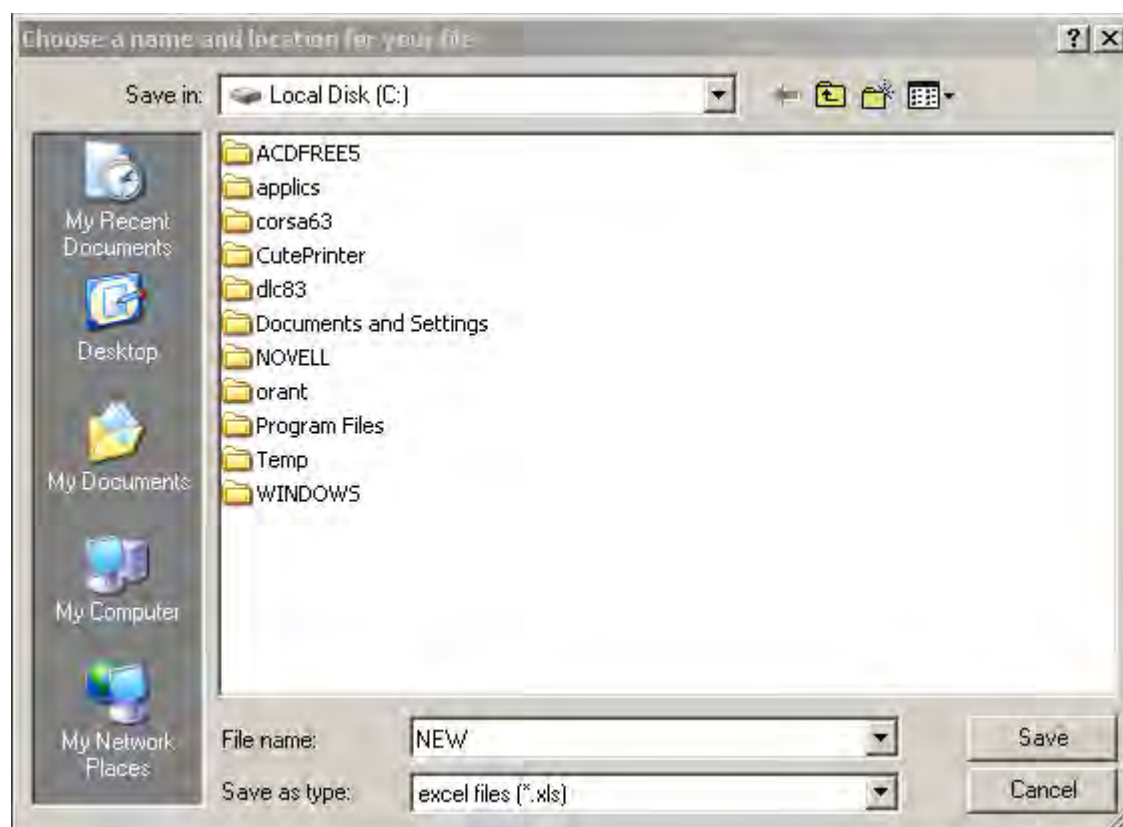 Choose a name and location for your file
Save in: Local Disk (C:)
My Recent Documents
Desktop
My Documents
My Computer
My Network Places
ACDFREE5
applics
corsa63
CutePrinter
dlc83
Documents and Settings
NOVELL
orant
Program Files
Temp
WINDOWS
File name: NEW Save
Save as type: excel files (*.xls) Cancel